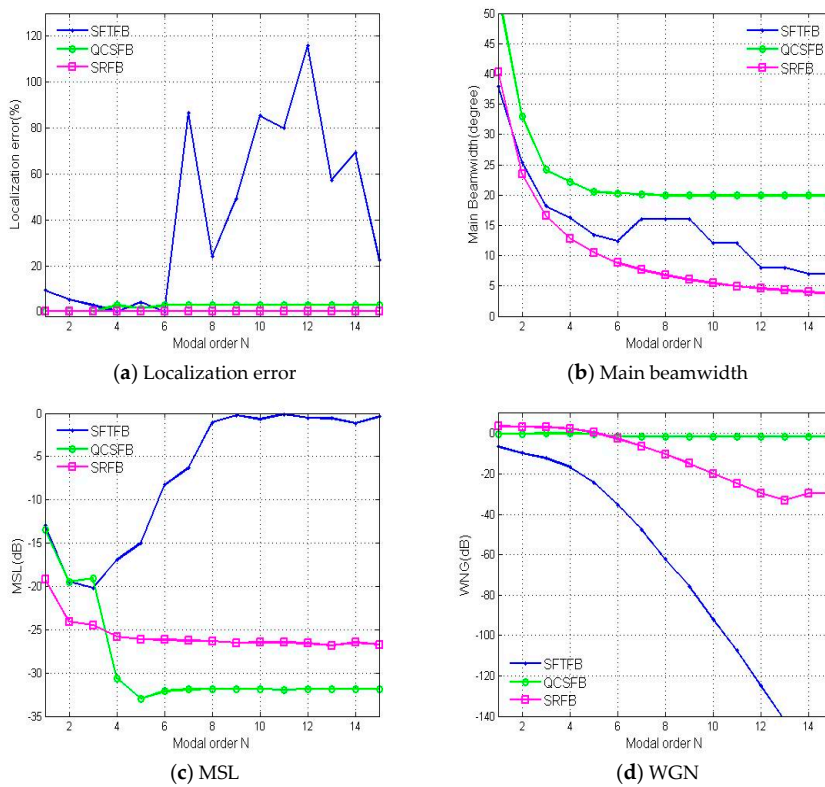 SFTFB
QCSFB
SRFB
120
100
80
60
40
20
0
Localization error(%)
2 4 6 8 10 12 14
Modal order N
(a) Localization error
SFTFB
QCSFB
SRFB
50
45
40
35
30
25
20
15
10
5
0
Main Beamwidth(degree)
2 4 6 8 10 12 14
Modal order N
(b) Main beamwidth
SFTFB
QCSFB
SRFB
0
-5
-10
-15
-20
-25
-30
-35
MSL(dB)
2 4 6 8 10 12 14
Modal order N
(c) MSL
0
-20
-40
-60
-80
-100
-120
-140
WNG(dB)
SFTFB
QCSFB
SRFB
2 4 6 8 10 12 14
Modal order N
(d) WGN